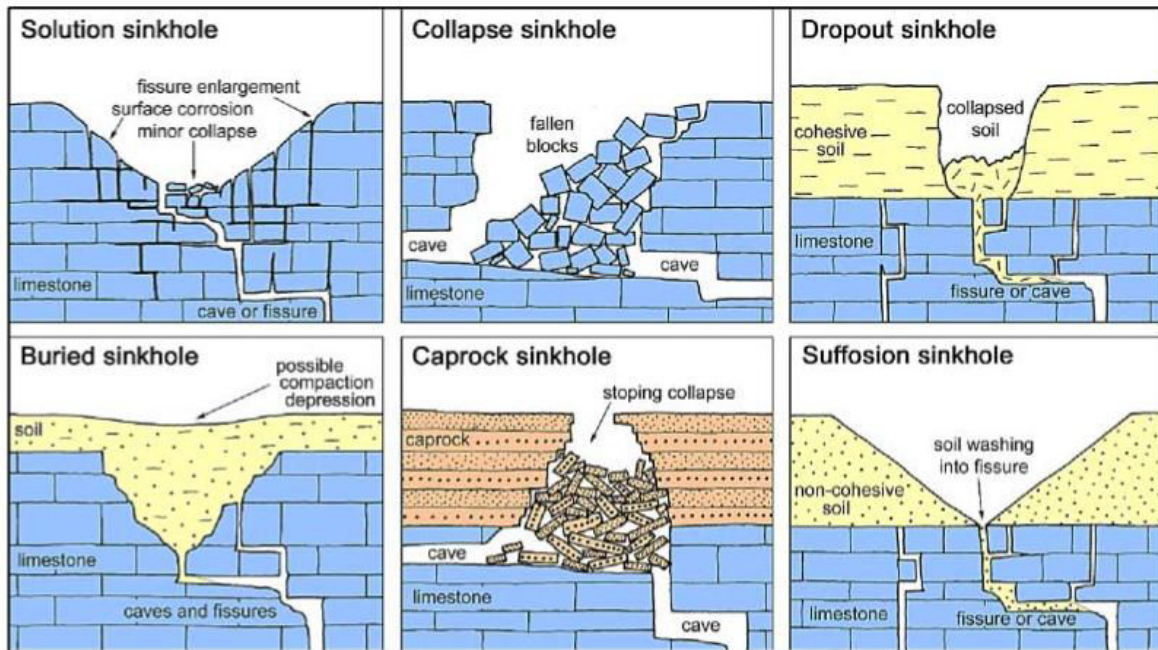 Solution sinkhole
fissure enlargement
surface corrosion
minor collapse
limestone
cave or fissure
Collapse sinkhole
fallen
blocks
cave
cave
limestone
Dropout sinkhole
collapsed
soil
cohesive
soil
limestone
fissure or cave
Buried sinkhole
possible
compaction
depression
soil
limestone
caves and fissures
Caprock sinkhole
stoping collapse
caprock
cave
limestone
cave
Suffosion sinkhole
soil washing
into fissure
non-cohesive
soil
limestone
fissure or cave